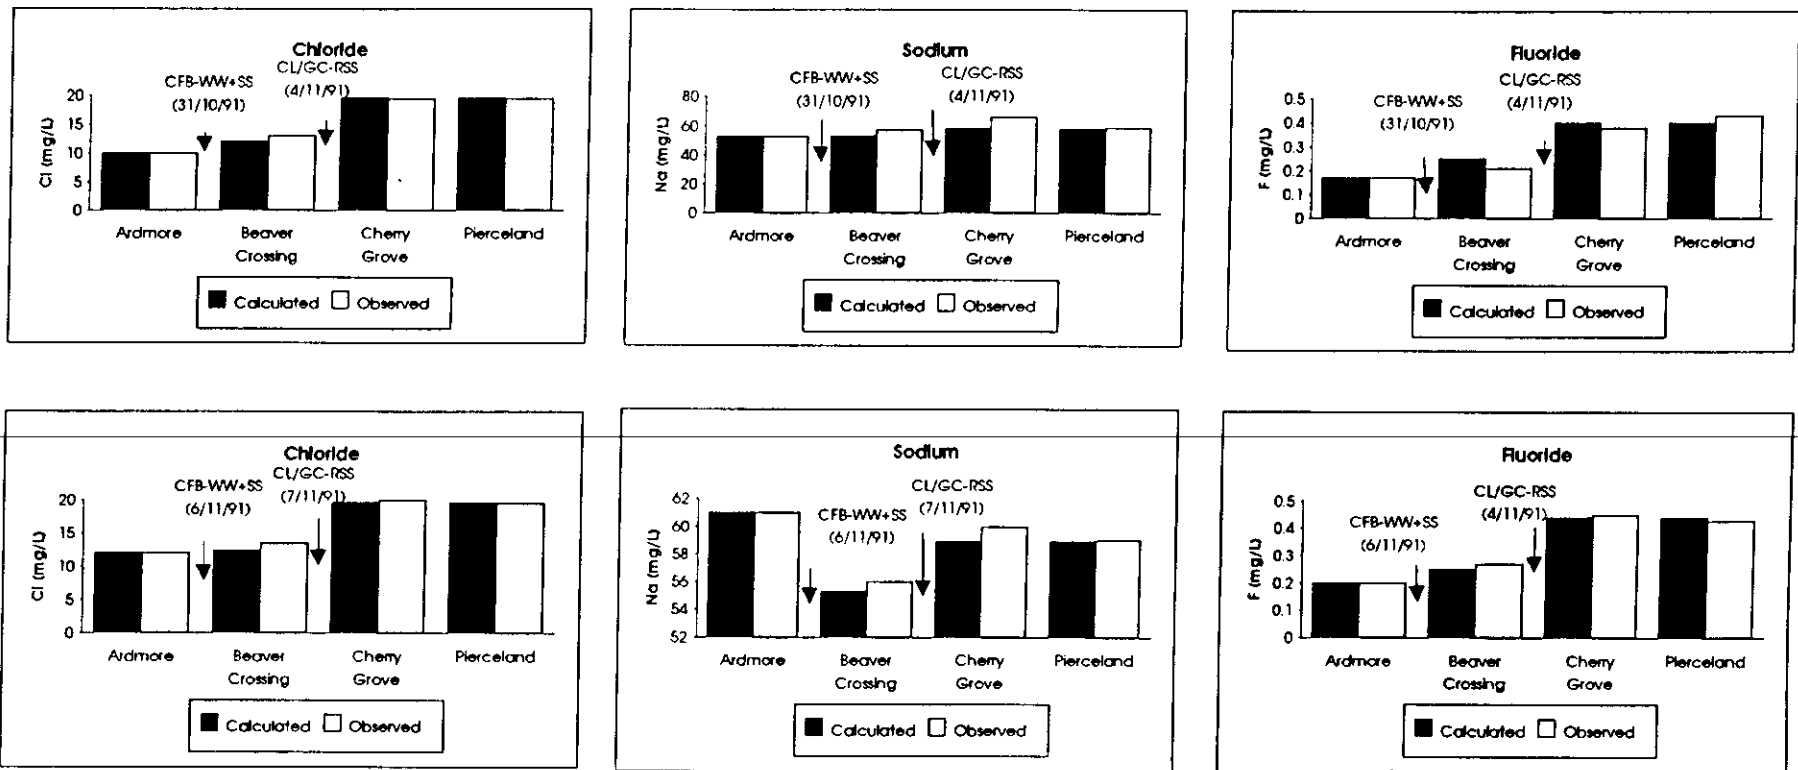 Chloride
CFB-WW+SS
(31/10/91)
CL/GC-RSS
(4/11/91)
Cl (mg/L)
20
15
10
5
0
Ardmore
Beaver
Crossing
Cherry
Grove
Pierceland
Calculated
Observed
Sodium
CFB-WW+SS
(31/10/91)
CL/GC-RSS
(4/11/91)
Na (mg/L)
80
60
40
20
0
Ardmore
Beaver
Crossing
Cherry
Grove
Pierceland
Calculated
Observed
Fluoride
CFB-WW+SS
(31/10/91)
CL/GC-RSS
(4/11/91)
F (mg/L)
0.5
0.4
0.3
0.2
0.1
0
Ardmore
Beaver
Crossing
Cherry
Grove
Pierceland
Calculated
Observed
Chloride
CFB-WW+SS
(6/11/91)
CL/GC-RSS
(7/11/91)
Cl (mg/L)
20
15
10
5
0
Ardmore
Beaver
Crossing
Cherry
Grove
Pierceland
Calculated
Observed
Sodium
CFB-WW+SS
(6/11/91)
CL/GC-RSS
(7/11/91)
Na (mg/L)
62
60
58
56
54
52
Ardmore
Beaver
Crossing
Cherry
Grove
Pierceland
Calculated
Observed
Fluoride
CFB-WW+SS
(6/11/91)
CL/GC-RSS
(4/11/91)
F (mg/L)
0.5
0.4
0.3
0.2
0.1
0
Ardmore
Beaver
Crossing
Cherry
Grove
Pierceland
Calculated
Observed